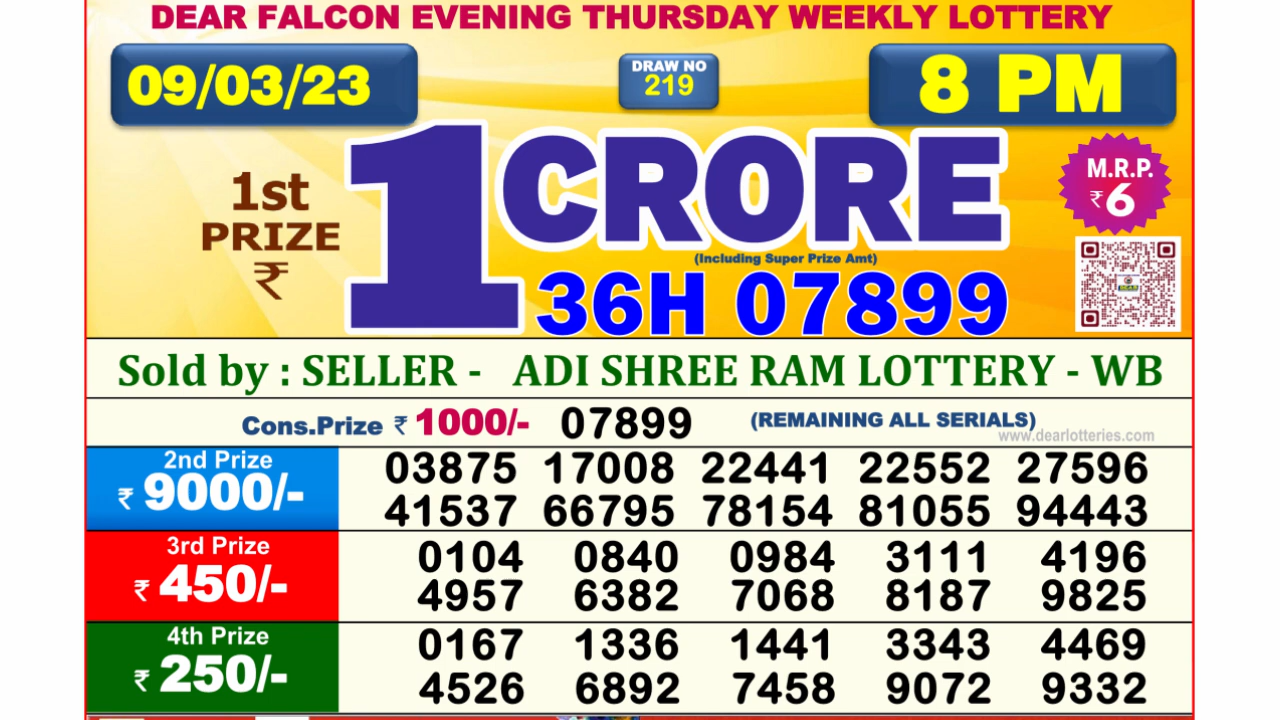 DEAR FALCON EVENING THURSDAY WEEKLY LOTTERY
09/03/23
DRAW NO
219
8 PM
1st
PRIZE
₹
1 CRORE
(Including Super Prize Amt)
36H 07899
M.R.P.
₹ 6
Sold by : SELLER - ADI SHREE RAM LOTTERY - WB
Cons.Prize ₹ 1000/- 07899 (REMAINING ALL SERIALS)
www.dearlotteries.com
2nd Prize
₹ 9000/-
03875 17008 22441 22552 27596
41537 66795 78154 81055 94443
3rd Prize
₹ 450/-
0104 0840 0984 3111 4196
4957 6382 7068 8187 9825
4th Prize
₹ 250/-
0167 1336 1441 3343 4469
4526 6892 7458 9072 9332